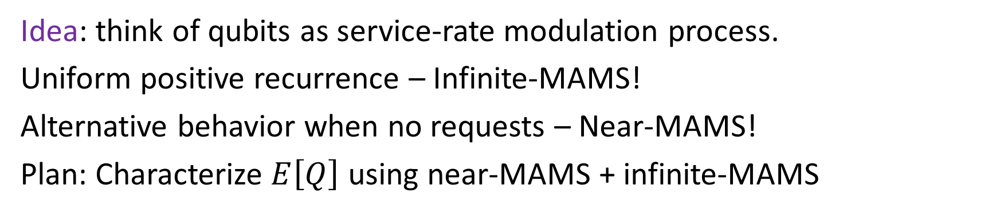 Idea: think of qubits as service-rate modulation process.
Uniform positive recurrence – Infinite-MAMS!
Alternative behavior when no requests – Near-MAMS!
Plan: Characterize E[Q] using near-MAMS + infinite-MAMS